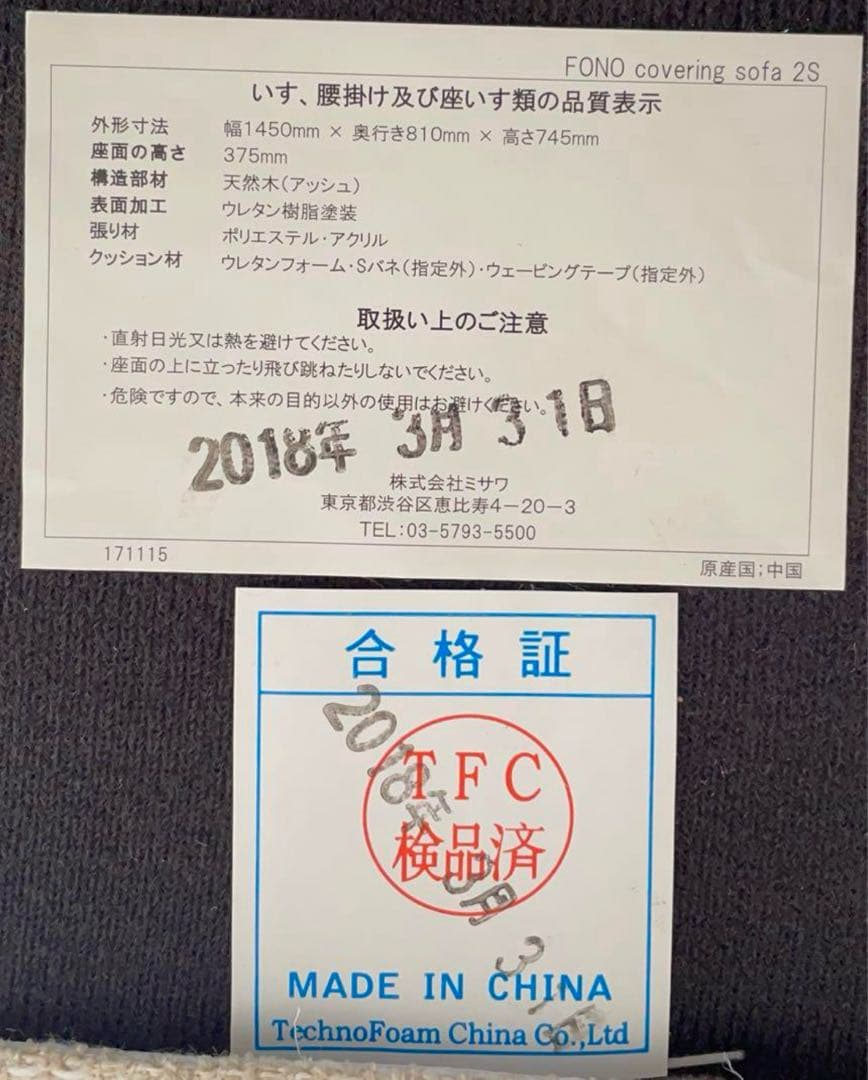 FONO covering sofa 2S
いす、腰掛け及び座いす類の品質表示
外形寸法 幅1450mm × 奥行き810mm × 高さ745mm
座面の高さ 375mm
構造部材 天然木(アッシュ)
表面加工 ウレタン樹脂塗装
張り材 ポリエステル・アクリル
クッション材 ウレタンフォーム・Sバネ(指定外)・ウェービングテープ(指定外)
取扱い上のご注意
・直射日光又は熱を避けてください。
・座面の上に立ったり飛び跳ねたりしないでください。
・危険ですので、本来の目的以外の使用はお避けください。
2018年 3月 31日
株式会社ミサワ
東京都渋谷区恵比寿4-20-3
TEL:03-5793-5500
171115
原産国;中国
合格証
2018年 3月 31日
TFC
検品済
MADE IN CHINA
TechnoFoam China Co.,Ltd